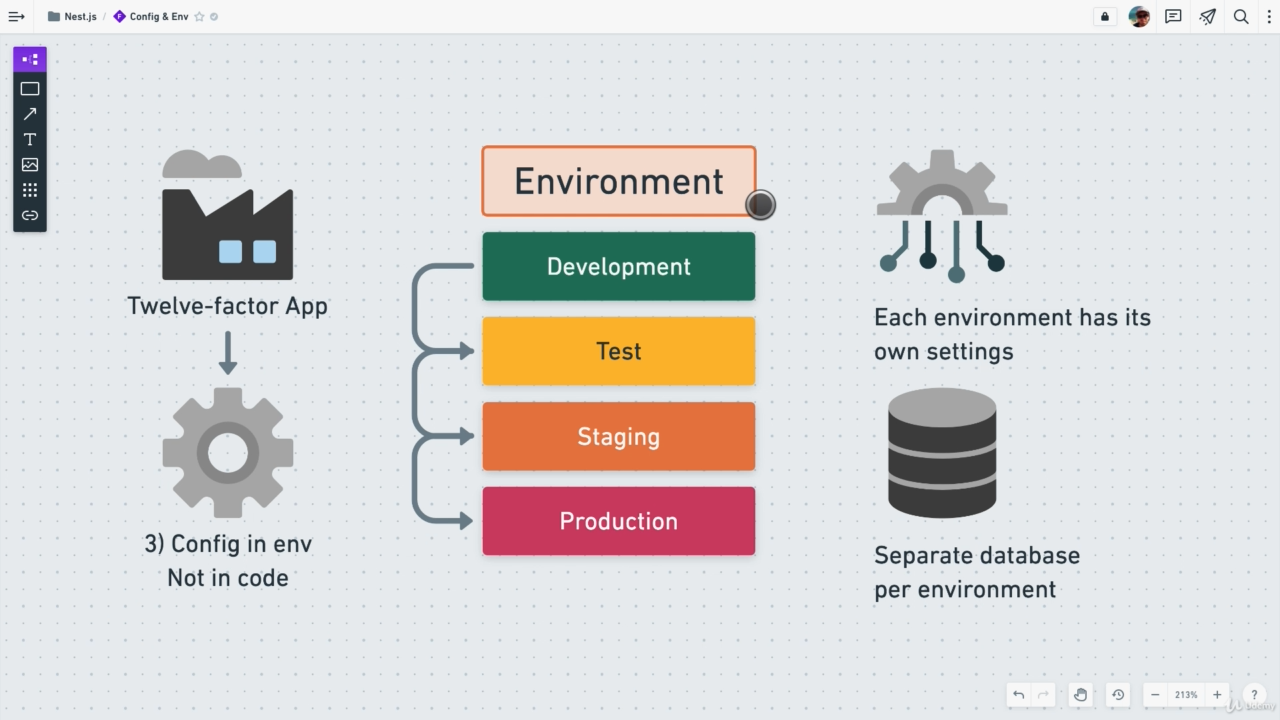 Nest.js / Config & Env
Environment
Development
Test
Staging
Production
Twelve-factor App
3) Config in env
Not in code
Each environment has its
own settings
Separate database
per environment
T
213%
?
udemy